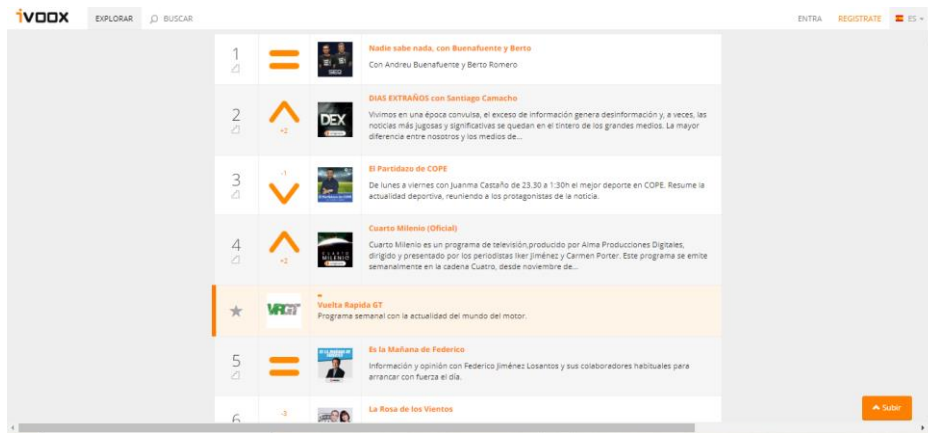 ivoox EXPLORAR BUSCAR ENTRA REGISTRATE ES
1
Nadie sabe nada, con Buenafuente y Berto
Con Andreu Buenafuente y Berto Romero
2
+2
DEX
DIAS EXTRAÑOS con Santiago Camacho
Vivimos en una época convulsa, el exceso de información genera desinformación y, a veces, las
noticias más jugosas y significativas se quedan en el tintero de los grandes medios. La mayor
diferencia entre nosotros y los medios de...
3
-1
El Partidazo de COPE
De lunes a viernes con Juanma Castaño de 23.30 a 1:30h el mejor deporte en COPE. Resume la
actualidad deportiva, reuniendo a los protagonistas de la noticia.
4
+2
CUARTO
MILENIO
Cuarto Milenio (Oficial)
Cuarto Milenio es un programa de televisión,producido por Alma Producciones Digitales,
dirigido y presentado por los periodistas Iker Jiménez y Carmen Porter. Este programa se emite
semanalmente en la cadena Cuatro, desde noviembre de...
VRGT
Vuelta Rapida GT
Programa semanal con la actualidad del mundo del motor.
5
Es la Mañana de Federico
Información y opinión con Federico Jiménez Losantos y sus colaboradores habituales para
arrancar con fuerza el día.
6
-3
La Rosa de los Vientos
Subir